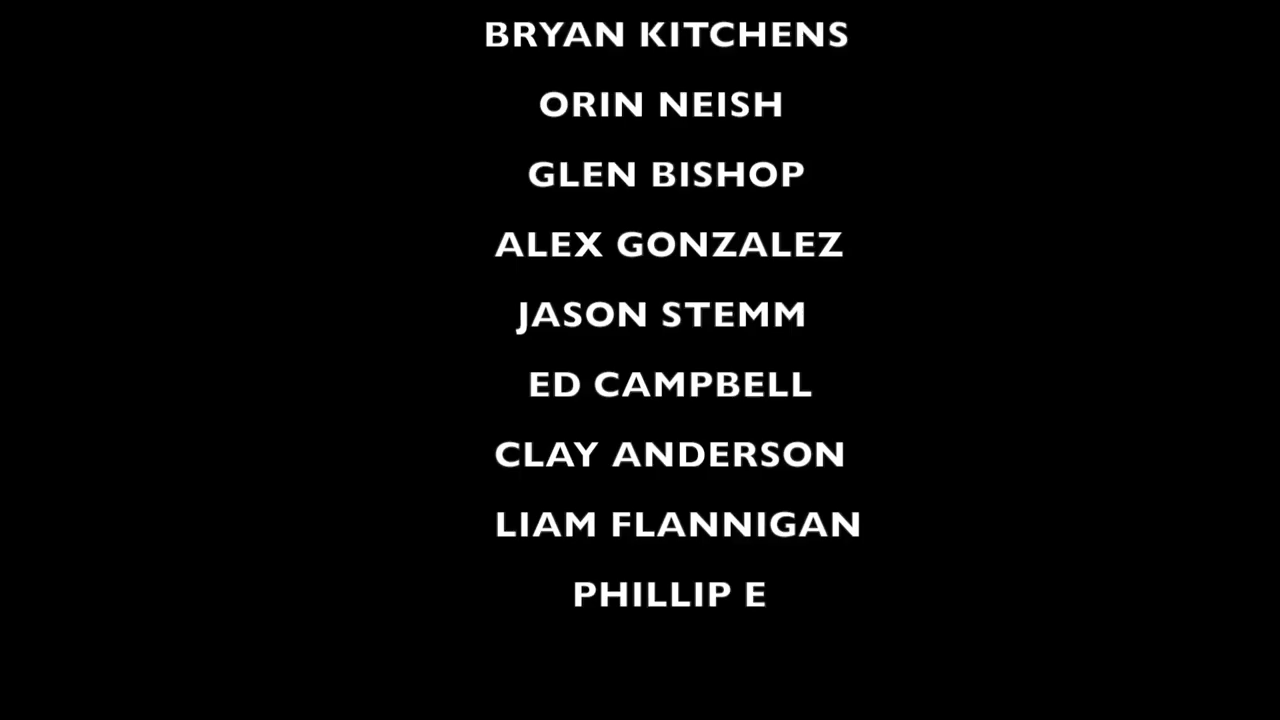 BRYAN KITCHENS
ORIN NEISH
GLEN BISHOP
ALEX GONZALEZ
JASON STEMM
ED CAMPBELL
CLAY ANDERSON
LIAM FLANNIGAN
PHILLIP E